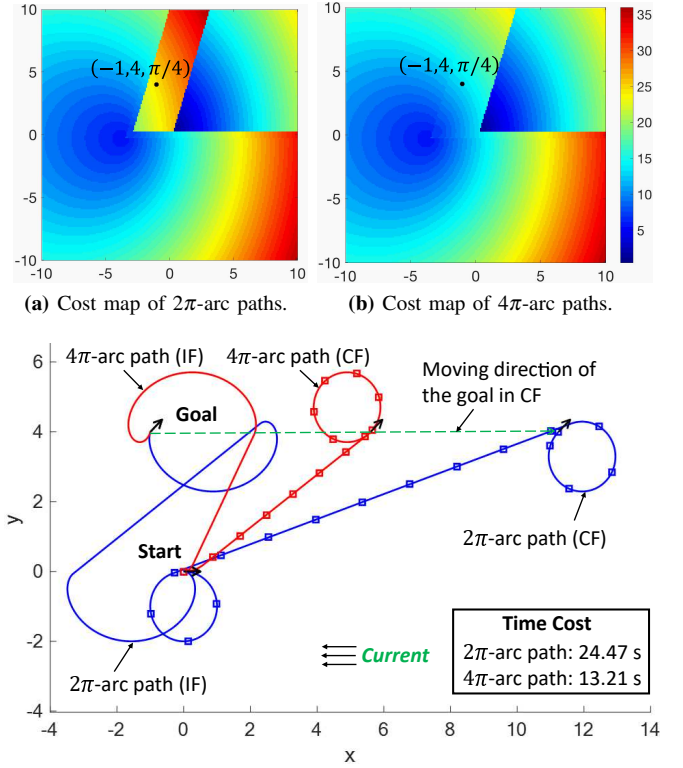 10
5
0
-5
-10
-10
-5
0
5
10
(−1,4, π/4)
(a) Cost map of 2π-arc paths.
10
5
0
-5
-10
-10
-5
0
5
10
(−1,4, π/4)
35
30
25
20
15
10
5
(b) Cost map of 4π-arc paths.
6
4
2
0
-2
-4
y
4π-arc path (IF)
4π-arc path (CF)
Moving direction of
the goal in CF
Goal
Start
2π-arc path (CF)
2π-arc path (IF)
Current
Time Cost
2π-arc path: 24.47 s
4π-arc path: 13.21 s
-4
-2
0
2
4
6
8
10
12
14
x